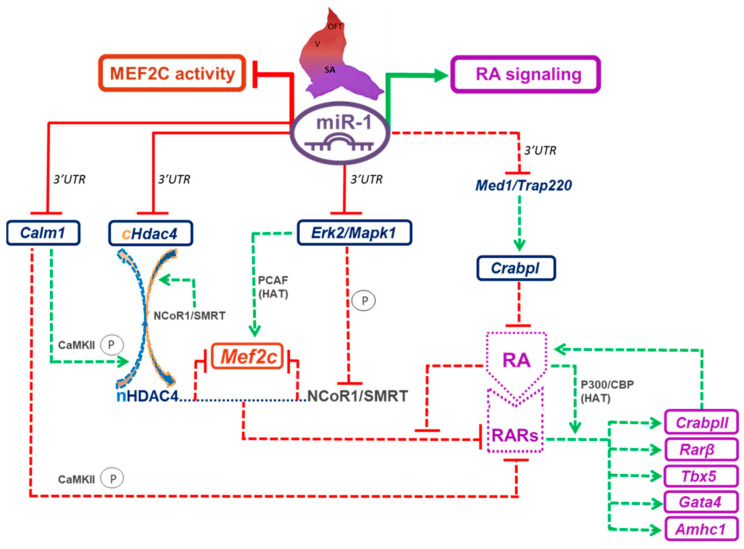 OFT
V
SA
MEF2C activity
RA signaling
miR-1
3'UTR
3'UTR
3'UTR
3'UTR
Med1/Trap220
Calm1
cHdac4
Erk2/Mapk1
CrabpI
PCAF
(HAT)
P
NCoR1/SMRT
CaMKII P
Mef2c
RA
P300/CBP
(HAT)
nHDAC4
NCoR1/SMRT
RARs
CrabpII
Rarβ
Tbx5
Gata4
Amhc1
CaMKII P